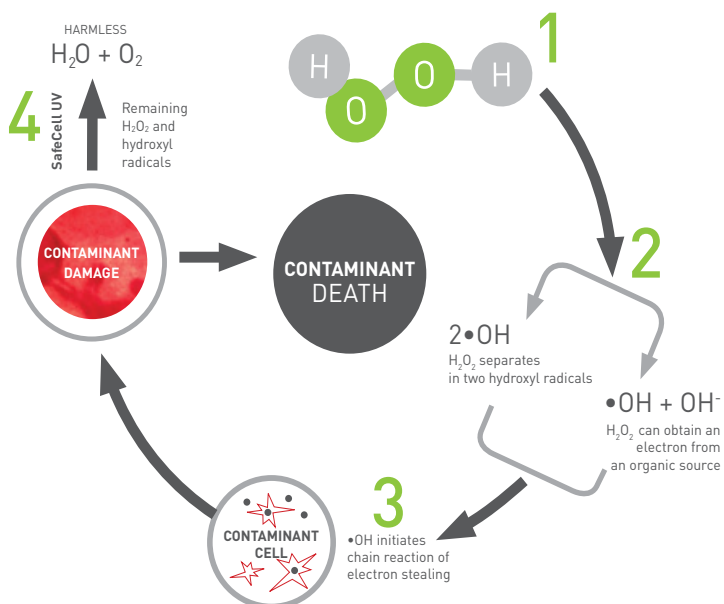 1
H
O
O
H
2
2•OH
H₂O₂ separates
in two hydroxyl radicals
•OH + OH⁻
H₂O₂ can obtain an
electron from
an organic source
3
•OH initiates
chain reaction of
electron stealing
CONTAMINANT
CELL
CONTAMINANT
DAMAGE
CONTAMINANT
DEATH
4
SafeCell UV
Remaining
H₂O₂ and
hydroxyl
radicals
HARMLESS
H₂O + O₂